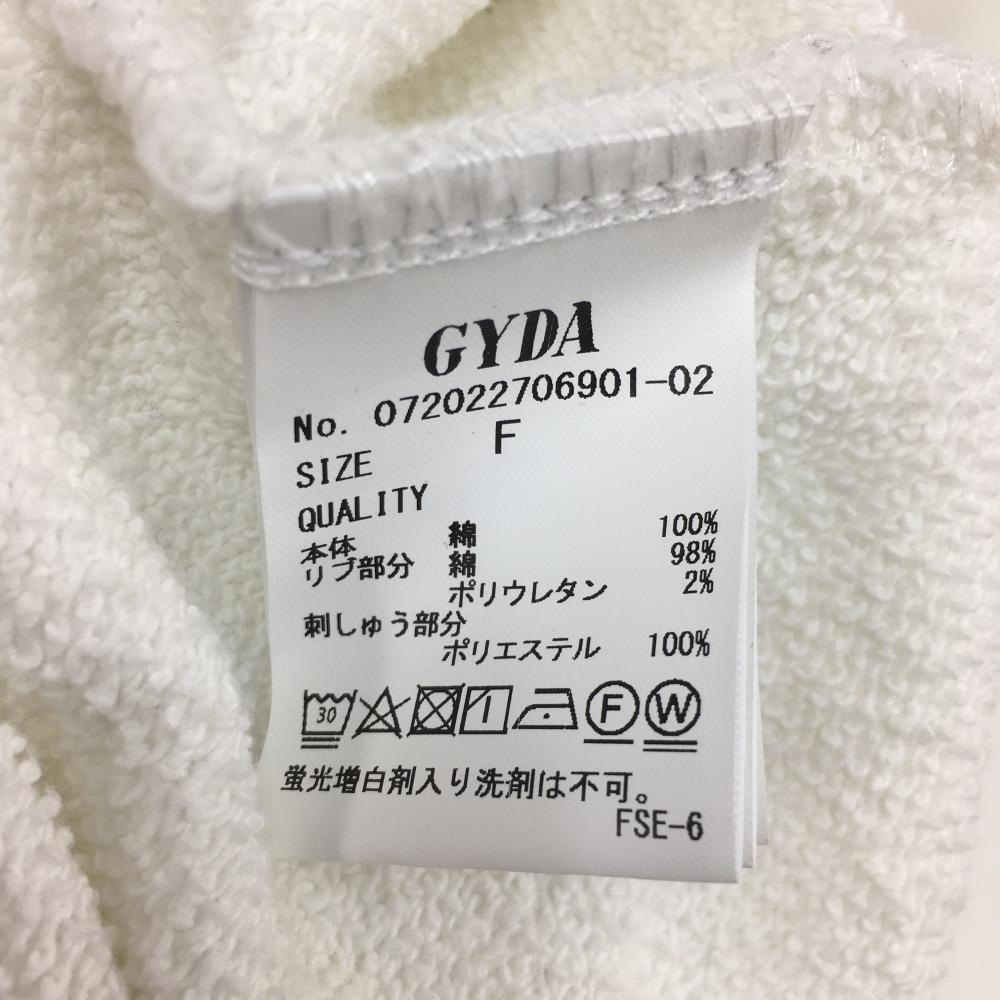 GYDA
No. 072022706901-02
SIZE F
QUALITY
本体 綿 100%
リブ部分 綿 98%
ポリウレタン 2%
刺しゅう部分
ポリエステル 100%
30 F W
蛍光増白剤入り洗剤は不可。
FSE-6